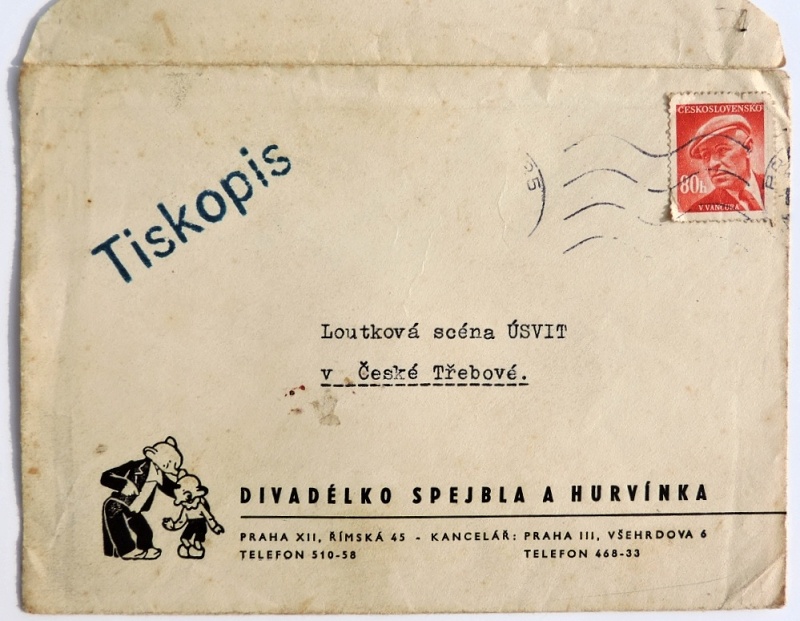 Tiskopis
ČESKOSLOVENSKO
80h
V. VANČURA
55
Loutková scéna ÚSVIT
v České Třebové.
DIVADÉLKO SPEJBLA A HURVÍNKA
PRAHA XII, ŘÍMSKÁ 45 - KANCELÁŘ: PRAHA III, VŠEHRDOVA 6
TELEFON 510-58 TELEFON 468-33